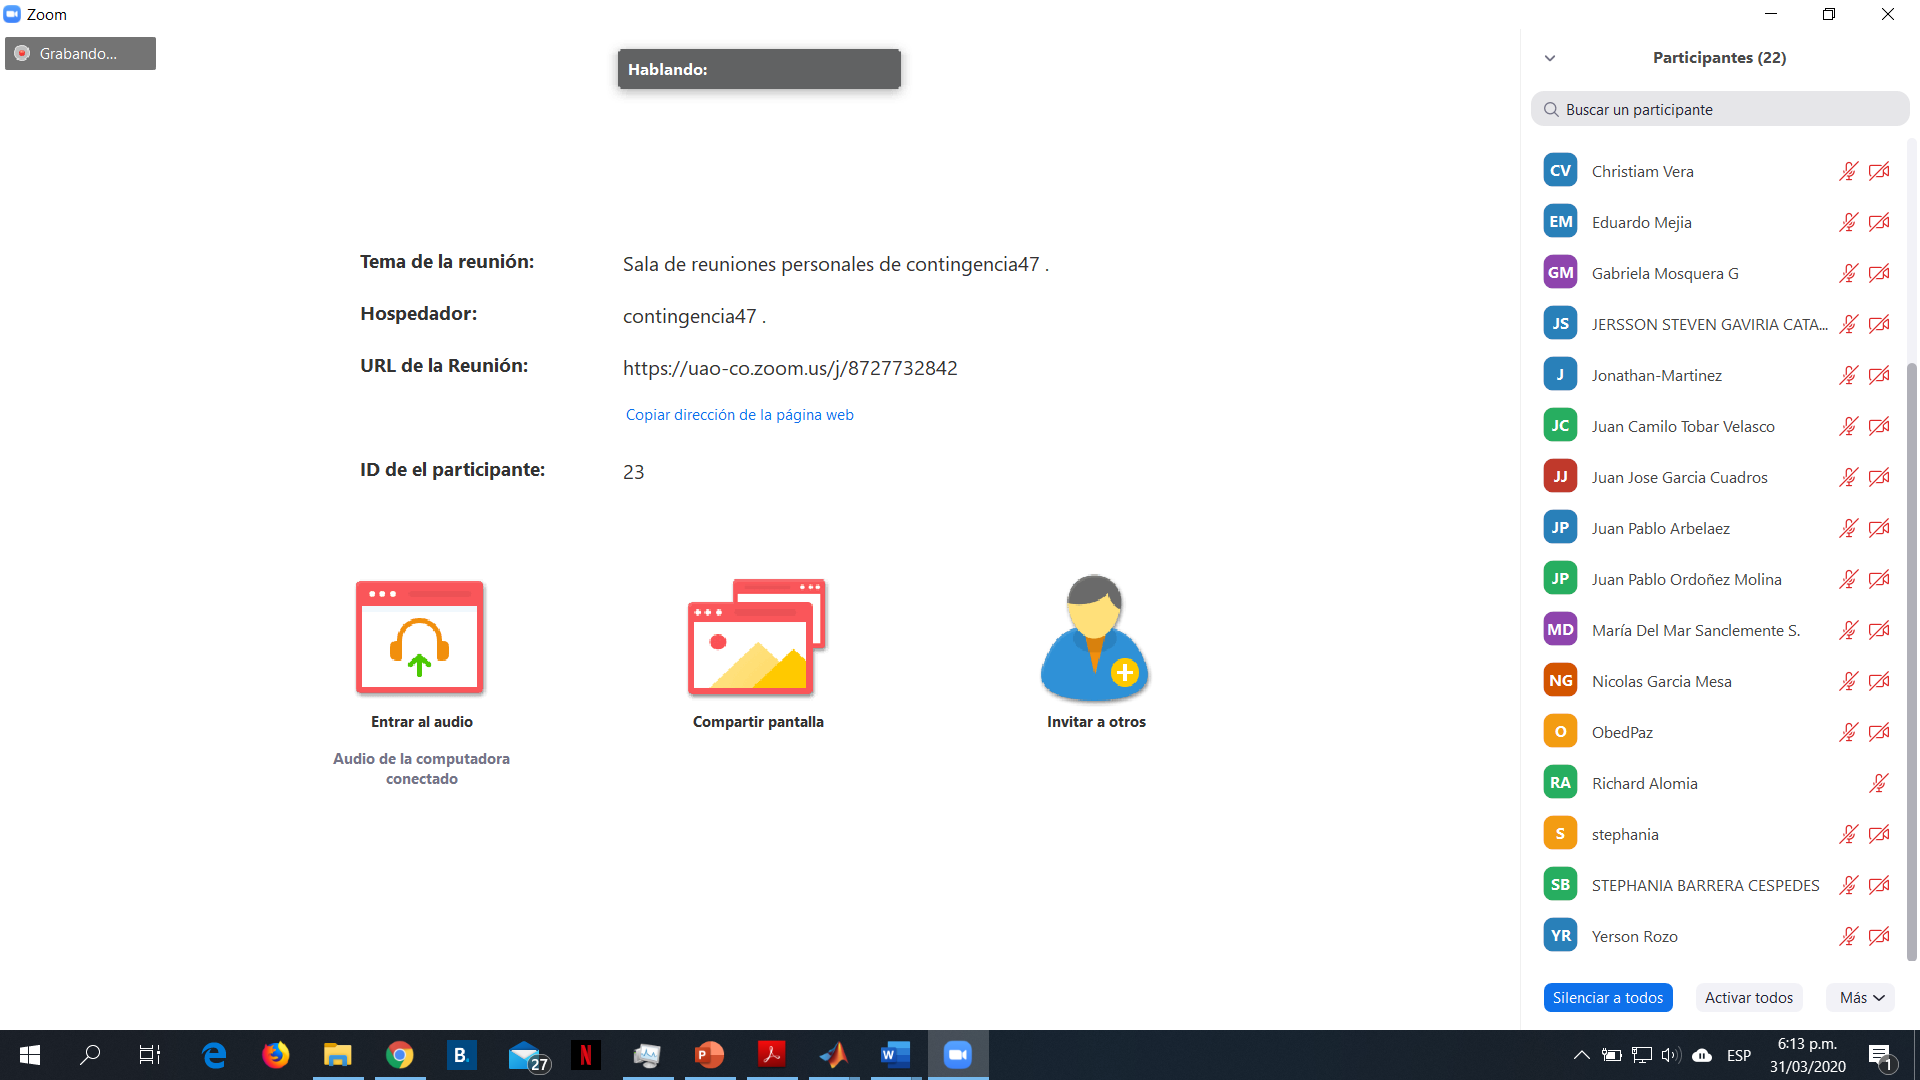 Zoom
Grabando...
Hablando:
Tema de la reunión:
Sala de reuniones personales de contingencia47 .
Hospedador:
contingencia47 .
URL de la Reunión:
https://uao-co.zoom.us/j/8727732842
Copiar dirección de la página web
ID de el participante:
23
Entrar al audio
Audio de la computadora
conectado
Compartir pantalla
Invitar a otros
Participantes (22)
Buscar un participante
CV Christiam Vera
EM Eduardo Mejia
GM Gabriela Mosquera G
JS JERSSON STEVEN GAVIRIA CATA...
J Jonathan-Martinez
JC Juan Camilo Tobar Velasco
JJ Juan Jose Garcia Cuadros
JP Juan Pablo Arbelaez
JP Juan Pablo Ordoñez Molina
MD María Del Mar Sanclemente S.
NG Nicolas Garcia Mesa
O ObedPaz
RA Richard Alomia
S stephania
SB STEPHANIA BARRERA CESPEDES
YR Yerson Rozo
Silenciar a todos
Activar todos
Más
B.
27
N
P
W
ESP
6:13 p.m.
31/03/2020
1